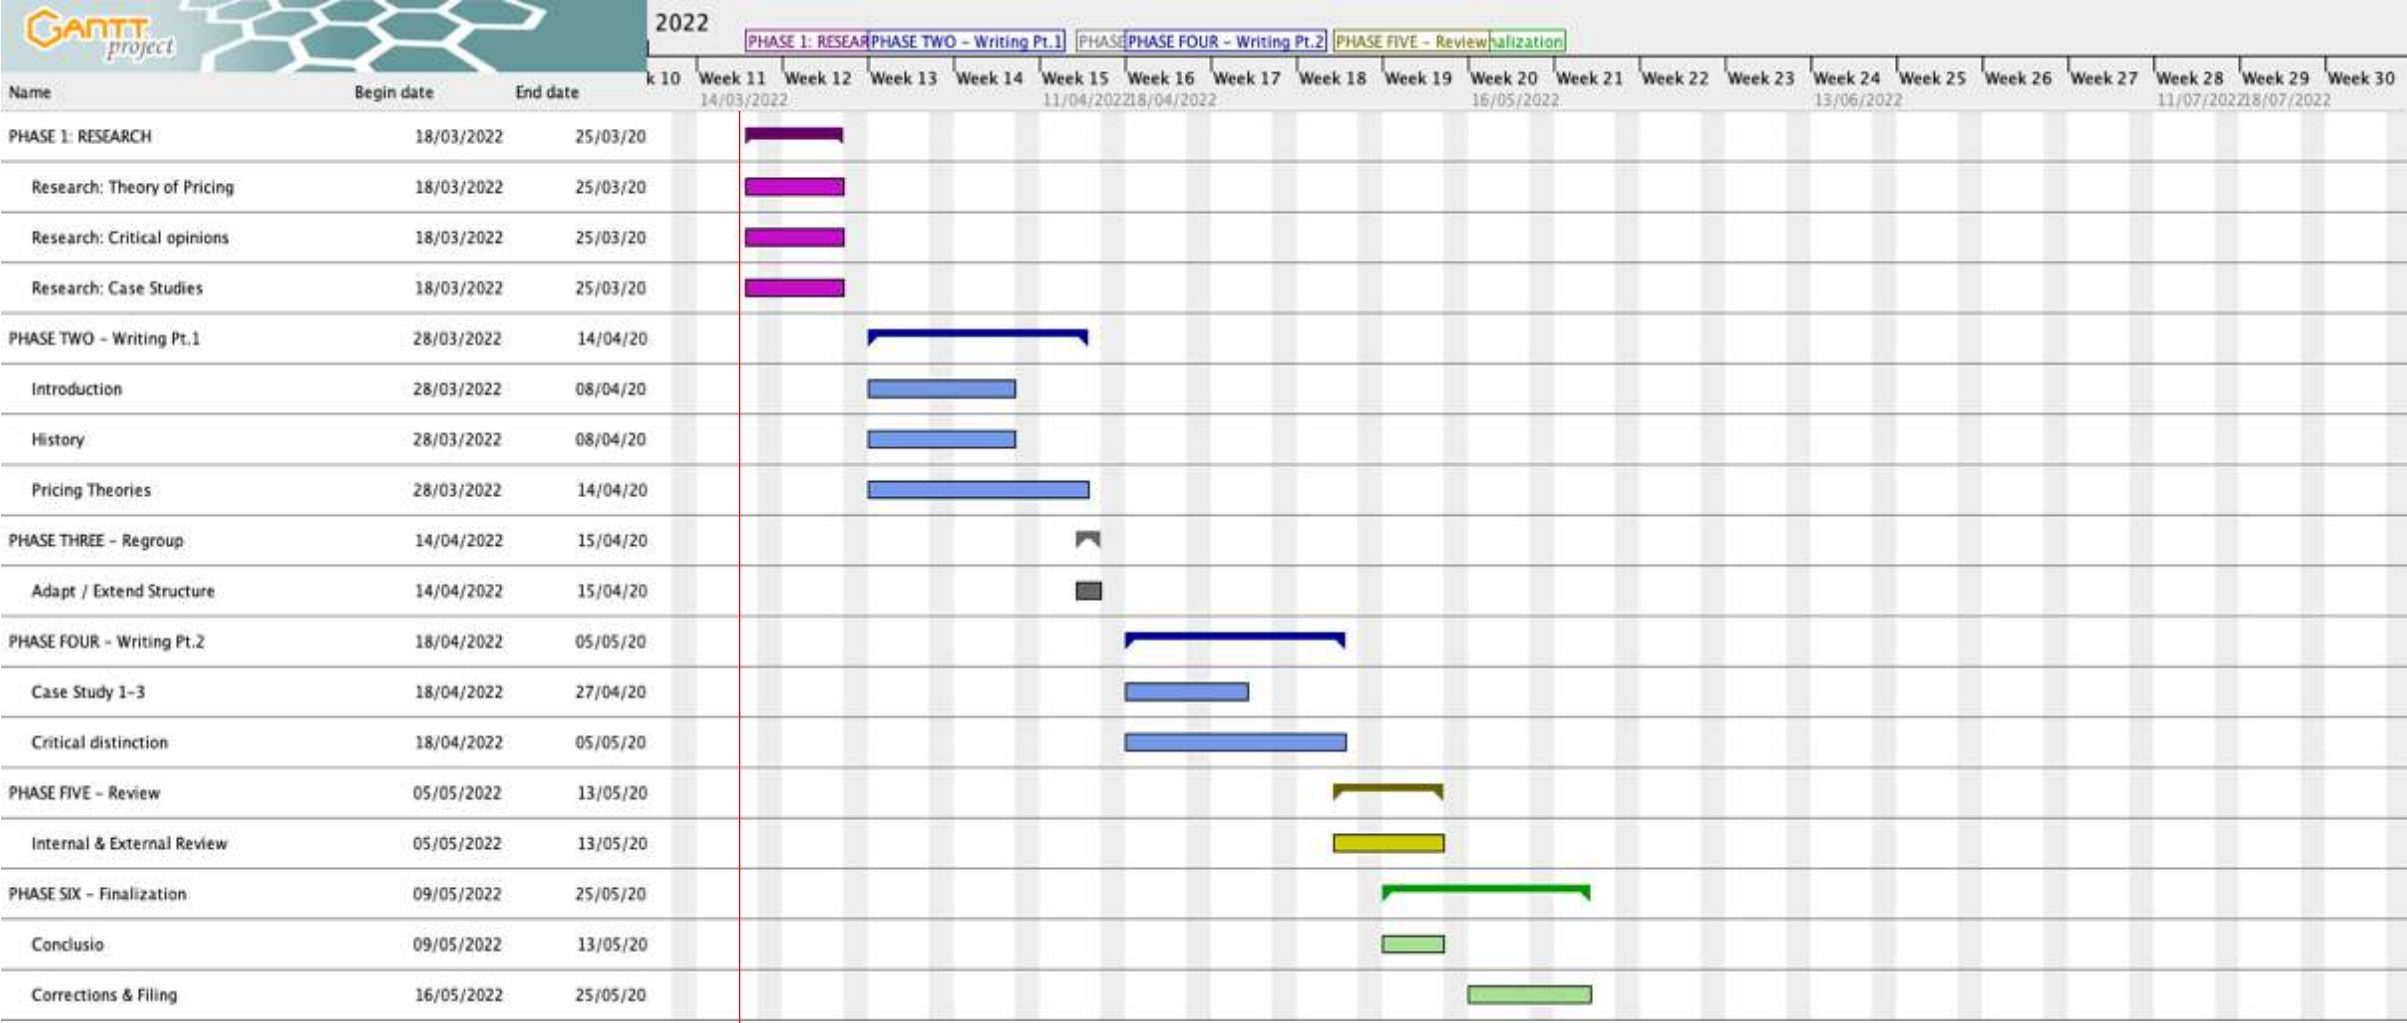 GANTT
project
2022
PHASE 1: RESEAR PHASE TWO – Writing Pt.1 PHASE PHASE FOUR – Writing Pt.2 PHASE FIVE – Review nalization
Name Begin date End date
k 10 Week 11 Week 12 Week 13 Week 14 Week 15 Week 16 Week 17 Week 18 Week 19 Week 20 Week 21 Week 22 Week 23 Week 24 Week 25 Week 26 Week 27 Week 28 Week 29 Week 30
14/03/2022 11/04/2022 18/04/2022 16/05/2022 13/06/2022 11/07/2022 18/07/2022
PHASE 1: RESEARCH 18/03/2022 25/03/20
Research: Theory of Pricing 18/03/2022 25/03/20
Research: Critical opinions 18/03/2022 25/03/20
Research: Case Studies 18/03/2022 25/03/20
PHASE TWO – Writing Pt.1 28/03/2022 14/04/20
Introduction 28/03/2022 08/04/20
History 28/03/2022 08/04/20
Pricing Theories 28/03/2022 14/04/20
PHASE THREE – Regroup 14/04/2022 15/04/20
Adapt / Extend Structure 14/04/2022 15/04/20
PHASE FOUR – Writing Pt.2 18/04/2022 05/05/20
Case Study 1–3 18/04/2022 27/04/20
Critical distinction 18/04/2022 05/05/20
PHASE FIVE – Review 05/05/2022 13/05/20
Internal & External Review 05/05/2022 13/05/20
PHASE SIX – Finalization 09/05/2022 25/05/20
Conclusio 09/05/2022 13/05/20
Corrections & Filing 16/05/2022 25/05/20